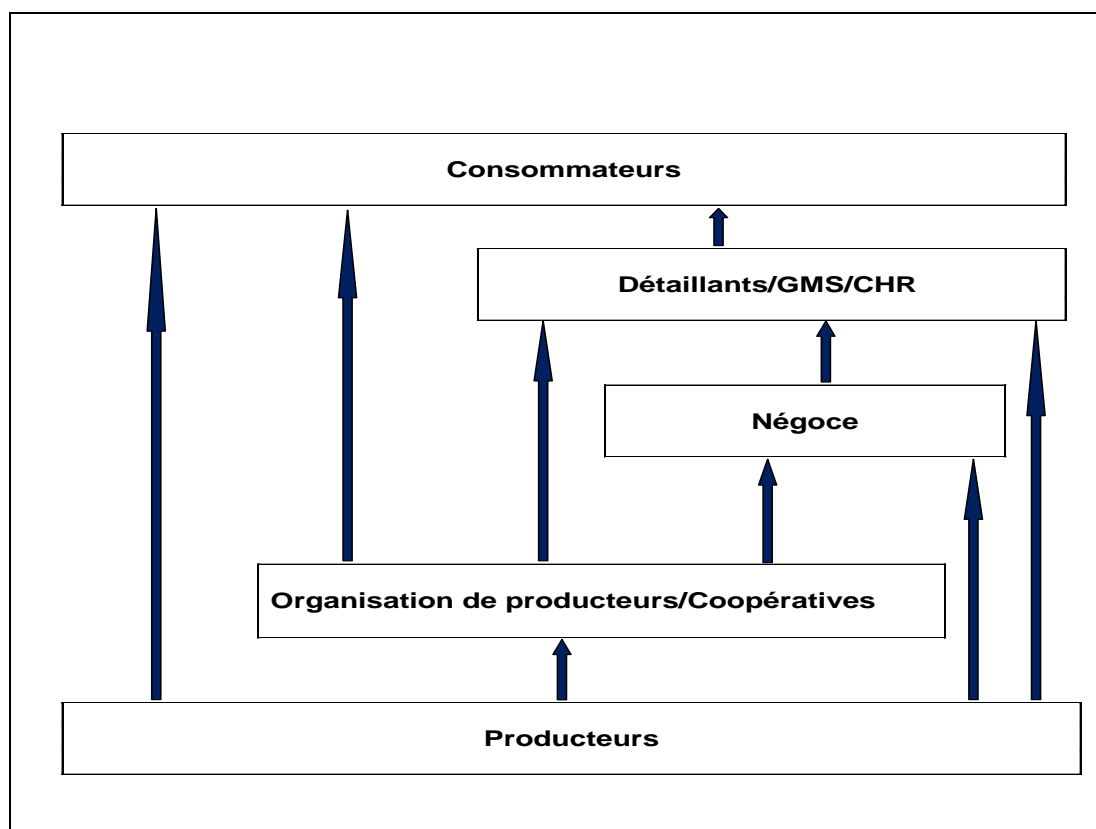 Consommateurs
Détaillants/GMS/CHR
Négoce
Organisation de producteurs/Coopératives
Producteurs